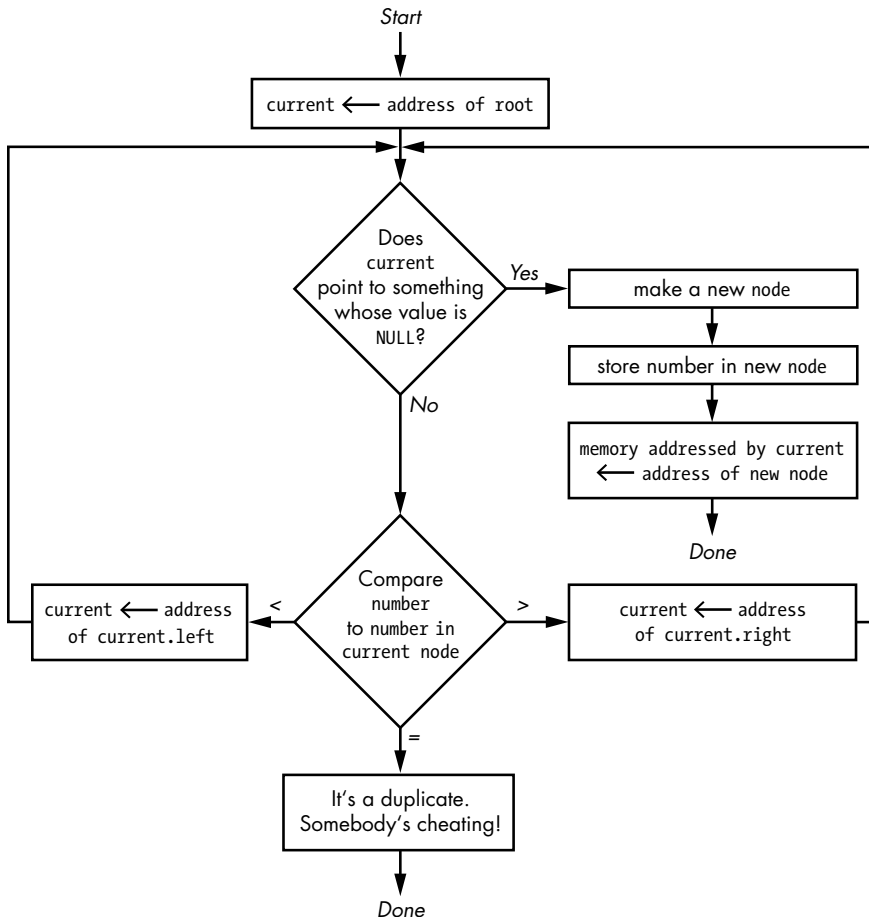 Start
current ← address of root
Does
current
point to something
whose value is
NULL?
Yes
make a new node
store number in new node
memory addressed by current
← address of new node
Done
No
Compare
number
to number in
current node
<
current ← address
of current.left
>
current ← address
of current.right
=
It's a duplicate.
Somebody's cheating!
Done